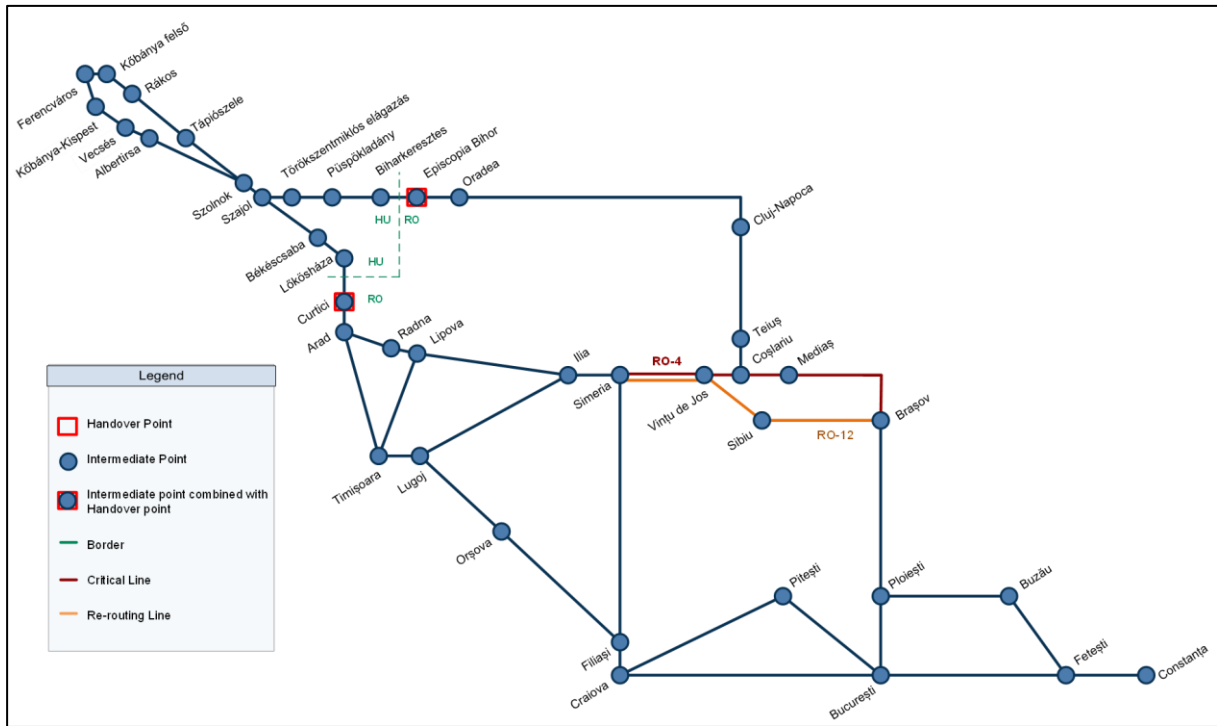 Kőbánya felső
Ferencváros
Rákos
Tápiószele
Kőbánya-Kispest
Vecsés
Albertirsa
Szolnok
Szajol
Törökszentmiklós elágazás
Püspökladány
Biharkeresztes
Episcopia Bihor
Oradea
HU
RO
Cluj-Napoca
Békéscsaba
Lőkösháza
HU
RO
Curtici
Arad
Radna
Lipova
Ilia
Simeria
RO-4
Vințu de Jos
Teiuș
Coșlariu
Mediaș
Brașov
Sibiu
RO-12
Timișoara
Lugoj
Orșova
Filiași
Craiova
Pitești
Ploiești
Buzău
București
Fetești
Constanța
Legend
Handover Point
Intermediate Point
Intermediate point combined with
Handover point
Border
Critical Line
Re-routing Line